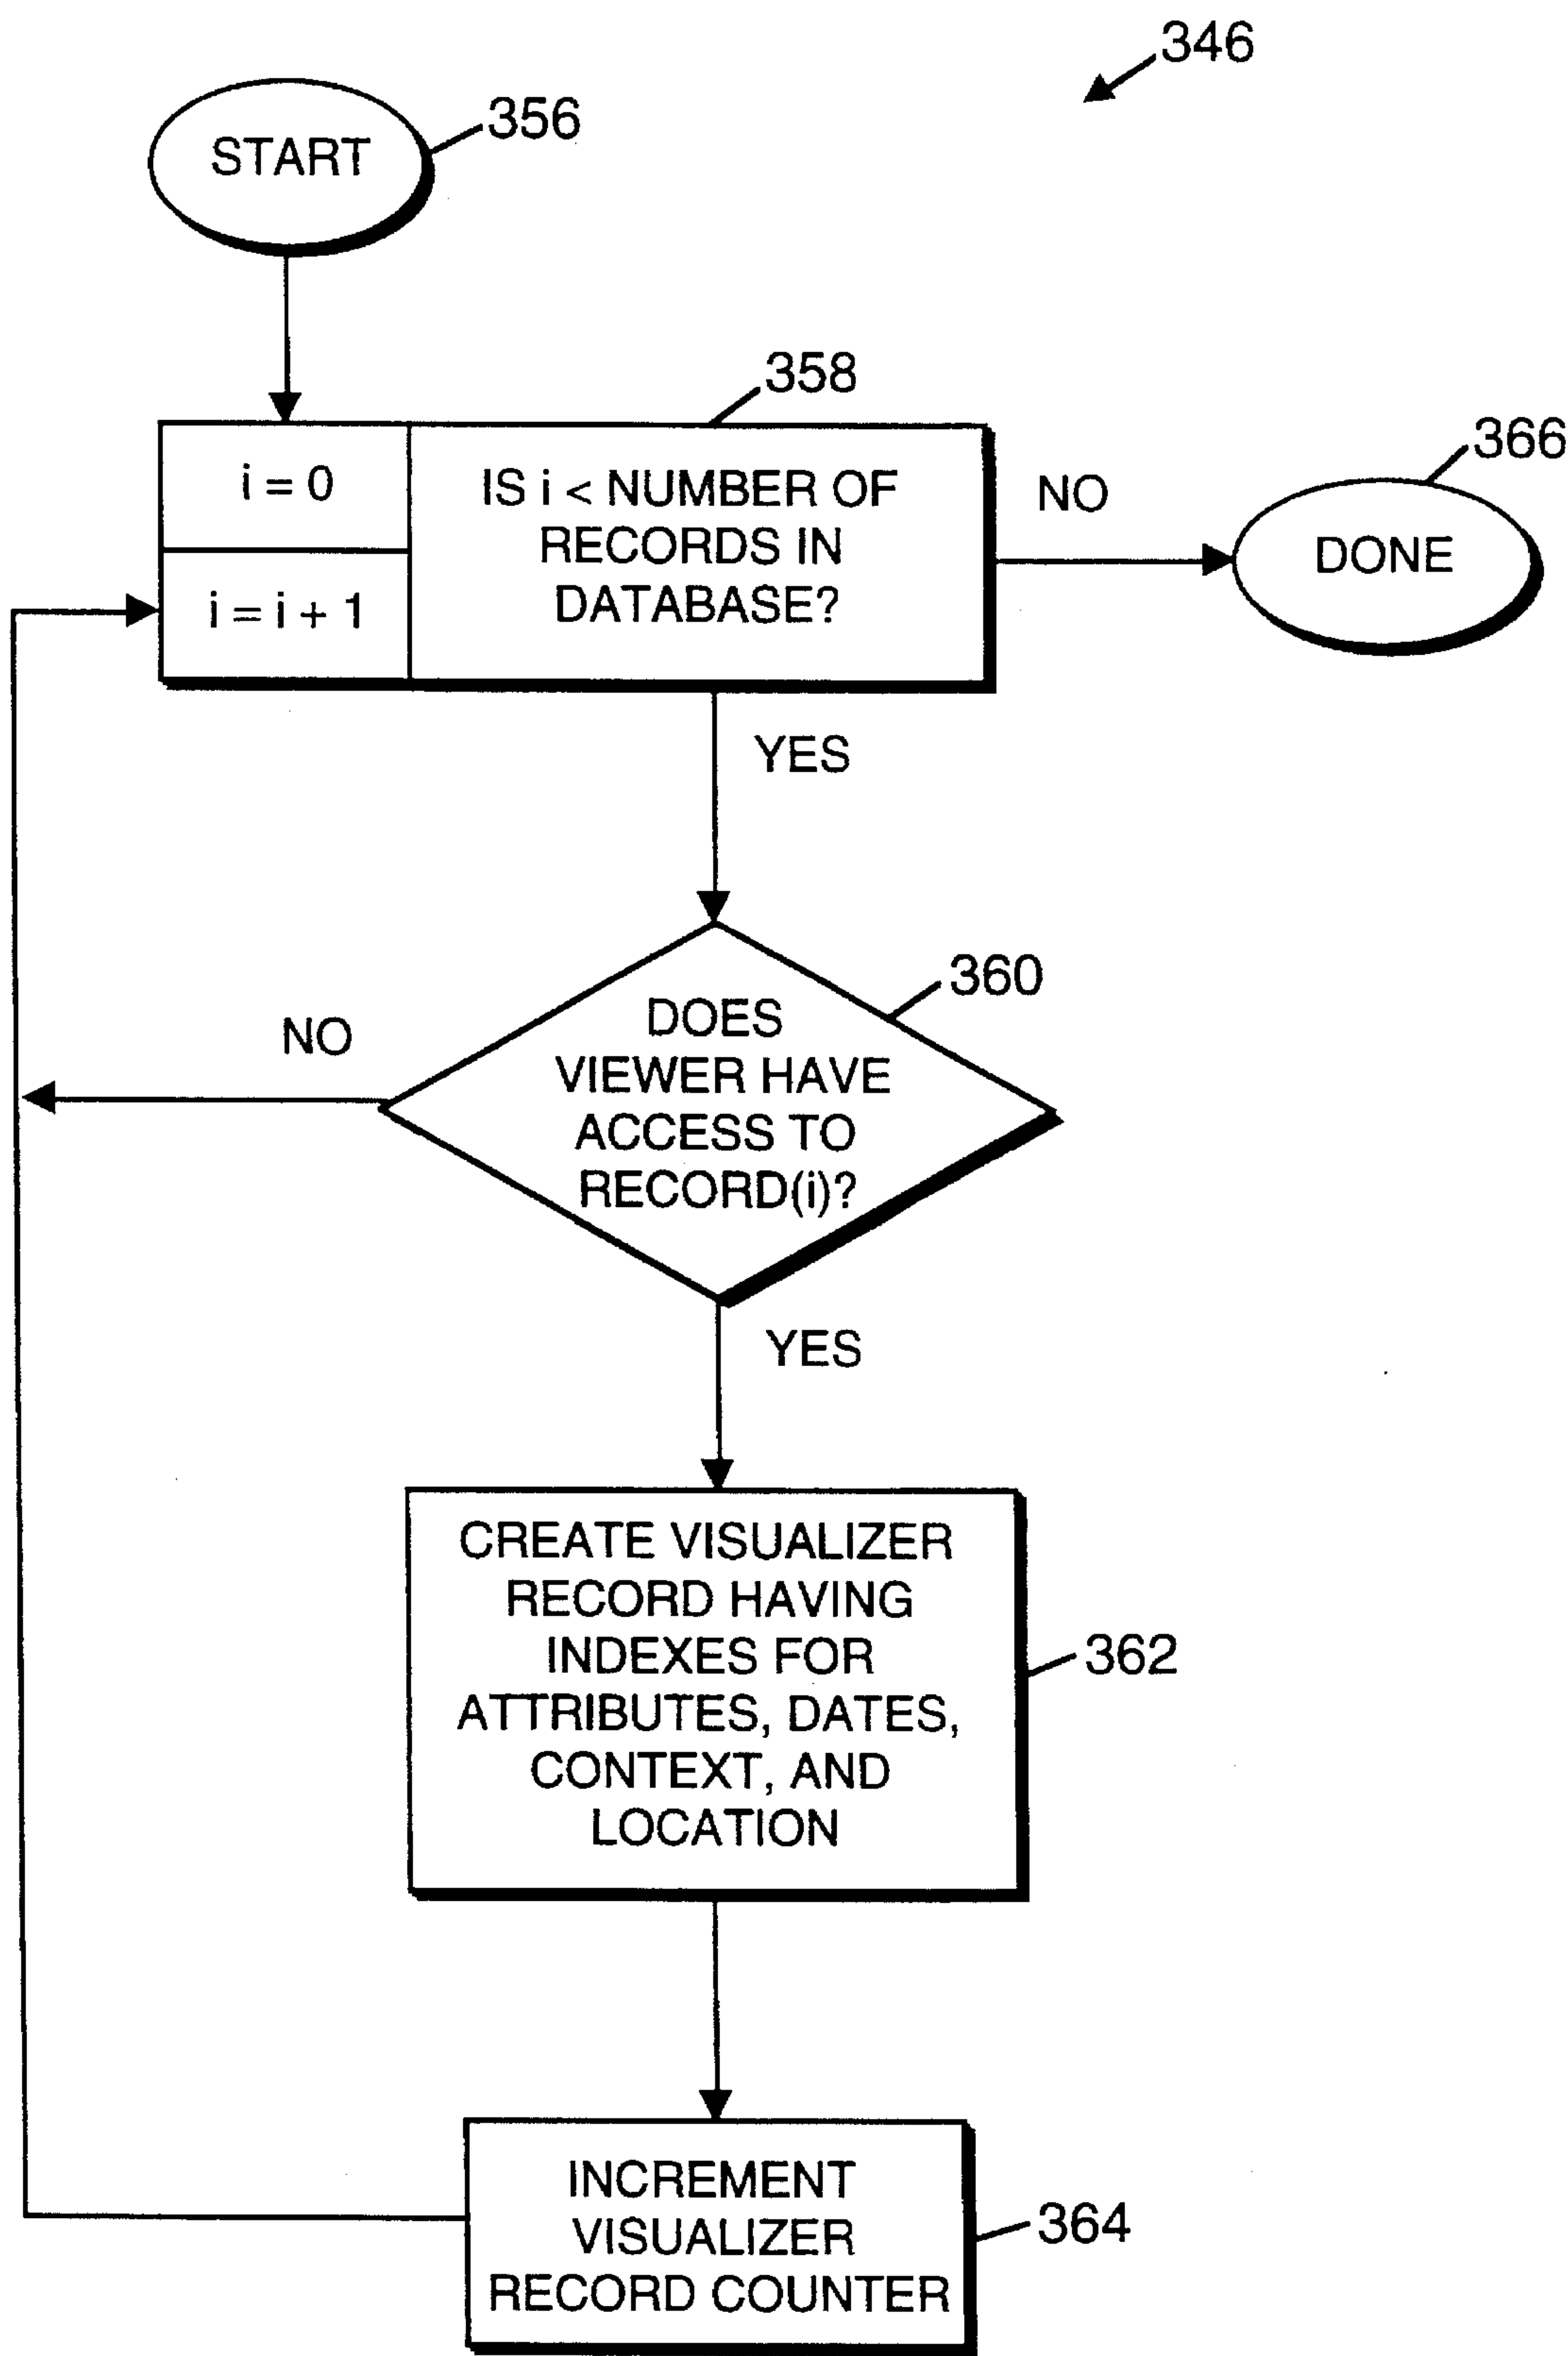 346
START
356
358
i = 0
i = i + 1
IS i < NUMBER OF
RECORDS IN
DATABASE?
NO
366
DONE
YES
360
DOES
VIEWER HAVE
ACCESS TO
RECORD(i)?
NO
YES
CREATE VISUALIZER
RECORD HAVING
INDEXES FOR
ATTRIBUTES, DATES,
CONTEXT, AND
LOCATION
362
INCREMENT
VISUALIZER
RECORD COUNTER
364